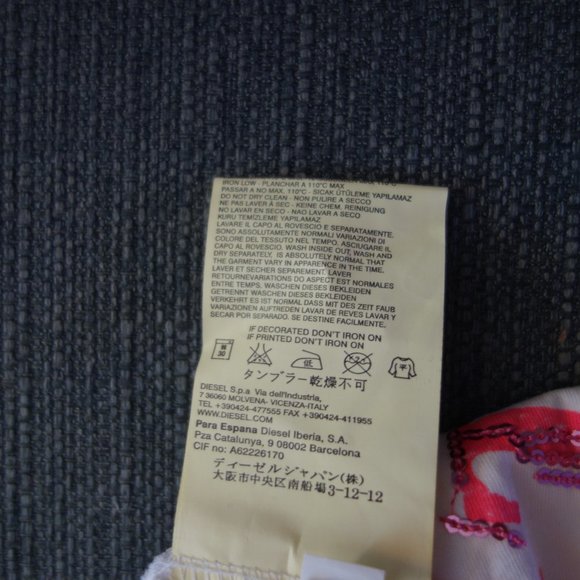 IRON LOW - PLANCHAR A 110°C MAX
PASSAR A NO MAX. 110°C - SICAK ÜTÜLEME YAPILAMAZ
DO NOT DRY CLEAN - NON PULIRE A SECCO
NE PAS LAVER À SEC - KEINE CHEM. REINIGUNG
NO LAVAR EN SECO - NAO LAVAR A SECO
KURU TEMİZLEME YAPILAMAZ
LAVARE IL CAPO AL ROVESCIO E SEPARATAMENTE.
SONO ASSOLUTAMENTE NORMALI VARIAZIONI DI
COLORE DEL TESSUTO NEL TEMPO. ASCIUGARE IL
CAPO AL ROVESCIO. WASH INSIDE OUT, WASH AND
DRY SEPARATELY. IS ABSOLUTELY NORMAL THAT
THE GARMENT VARY IN APPARENCE IN THE TIME.
LAVER ET SECHER SEPAREMENT. LAVER
RETOURNEVARIATIONES DO ASPECT EST NORMALES
ENTRE TEMPS. WASCHEN DIESES BEKLEIDEN
GETRENNT WASCHEN DIESES BEKLEIDEN
VERKEHRT ES IST NORMAL DASS MIT DES ZEIT FAUB
VARIAZIONEN AUFTREDEN LAVAR DE REVES LAVAR Y
SECAR POR SEPARADO. SE DESTINE FACILMENTE.
IF DECORATED DON'T IRON ON
IF PRINTED DON'T IRON ON
30
低
平
タンブラー乾燥不可
DIESEL S.p.a Via dell'Industria,
7 36060 MOLVENA- VICENZA-ITALY
TEL +390424-477555 FAX +390424-411955
WWW.DIESEL.COM
Para Espana Diesel Iberia, S.A.
Pza Catalunya, 9 08002 Barcelona
CIF no: A62226170
ディーゼルジャパン(株)
大阪市中央区南船場3-12-12